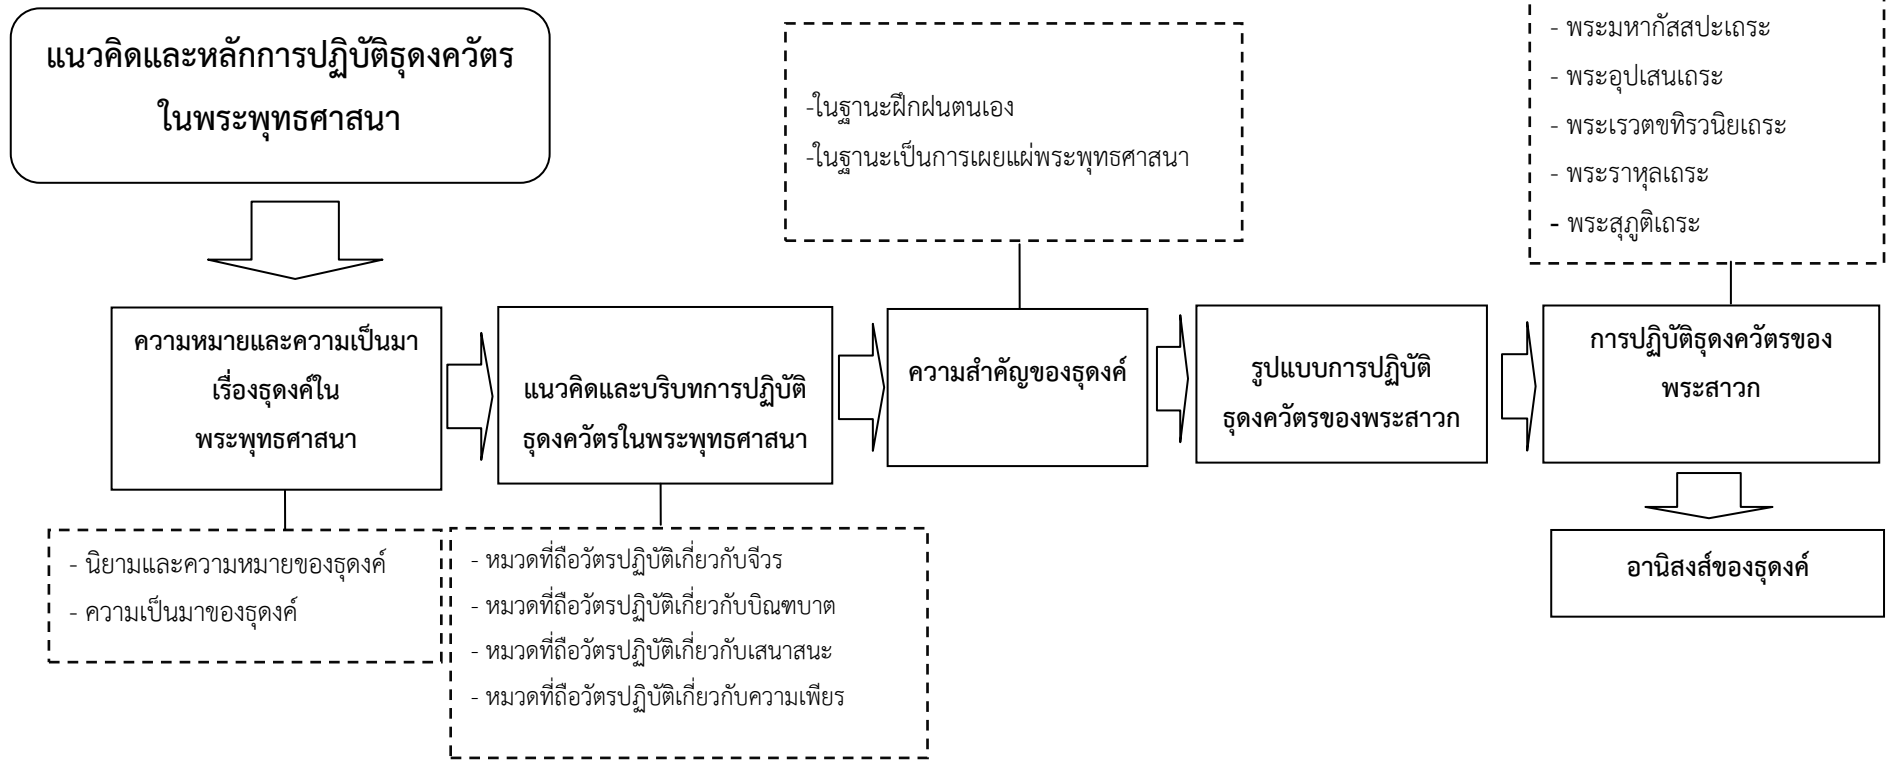 แนวคิดและหลักการปฏิบัติธุดงควัตร
ในพระพุทธศาสนา
-ในฐานะฝึกฝนตนเอง
-ในฐานะเป็นการเผยแผ่พระพุทธศาสนา
- พระมหากัสสปะเถระ
- พระอุปเสนเถระ
- พระเรวตขทิรวนิยเถระ
- พระราหุลเถระ
- พระสุภูติเถระ
ความหมายและความเป็นมา
เรื่องธุดงค์ใน
พระพุทธศาสนา
แนวคิดและบริบทการปฏิบัติ
ธุดงควัตรในพระพุทธศาสนา
ความสำคัญของธุดงค์
รูปแบบการปฏิบัติ
ธุดงควัตรของพระสาวก
การปฏิบัติธุดงควัตรของ
พระสาวก
- นิยามและความหมายของธุดงค์
- ความเป็นมาของธุดงค์
- หมวดที่ถือวัตรปฏิบัติเกี่ยวกับจีวร
- หมวดที่ถือวัตรปฏิบัติเกี่ยวกับบิณฑบาต
- หมวดที่ถือวัตรปฏิบัติเกี่ยวกับเสนาสนะ
- หมวดที่ถือวัตรปฏิบัติเกี่ยวกับความเพียร
อานิสงส์ของธุดงค์